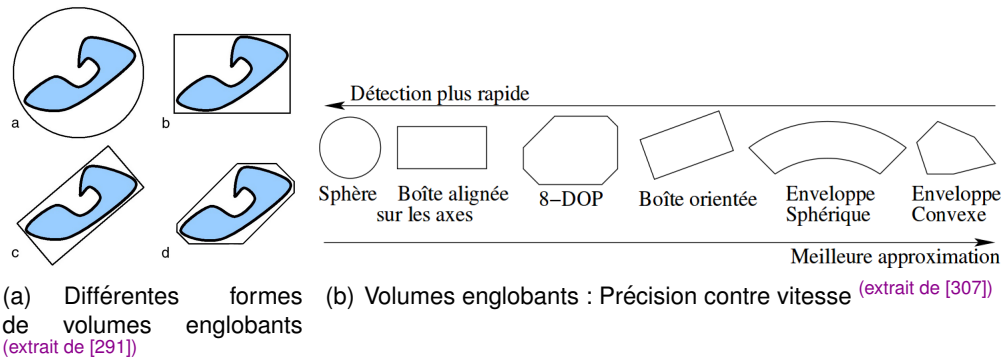 a
b
c
d
Détection plus rapide
Sphère
Boîte alignée
sur les axes
8−DOP
Boîte orientée
Enveloppe
Sphérique
Enveloppe
Convexe
Meilleure approximation
(a) Différentes formes
de volumes englobants
(extrait de [291])
(b) Volumes englobants : Précision contre vitesse (extrait de [307])